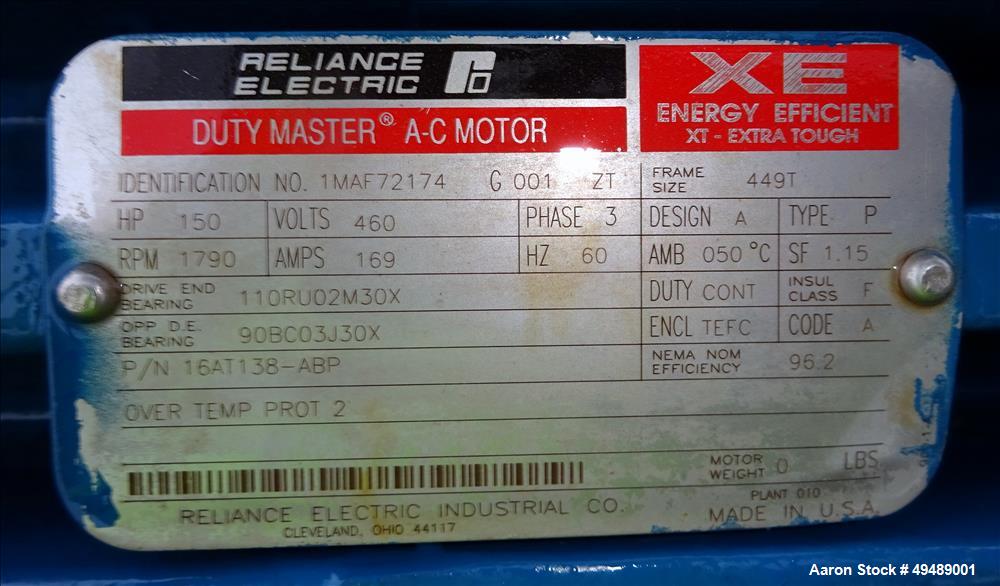 RELIANCE
ELECTRIC
XE
ENERGY EFFICIENT
XT - EXTRA TOUGH
DUTY MASTER® A-C MOTOR
IDENTIFICATION NO. 1MAF72174 G 001 ZT
FRAME SIZE 449T
HP 150 VOLTS 460 PHASE 3 DESIGN A TYPE P
RPM 1790 AMPS 169 HZ 60 AMB 050 °C SF 1.15
DRIVE END BEARING 110RU02M30X DUTY CONT INSUL CLASS F
OPP D.E. BEARING 90BC03J30X ENCL TEFC CODE A
P/N 16AT138-ABP NEMA NOM EFFICIENCY 96.2
OVER TEMP PROT 2
MOTOR WEIGHT 0 LBS
PLANT 010
RELIANCE ELECTRIC INDUSTRIAL CO. MADE IN U.S.A.
CLEVELAND, OHIO 44117
Aaron Stock # 49489001